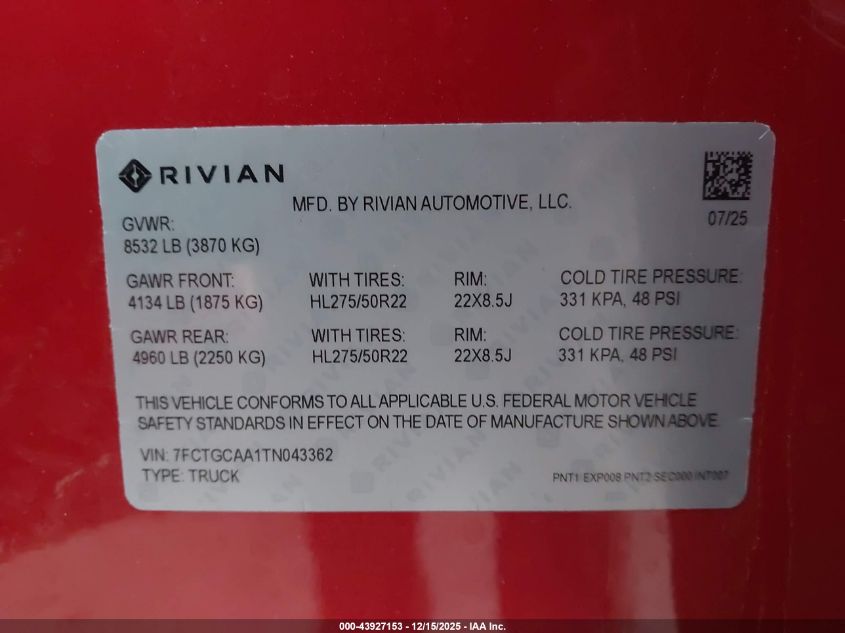 RIVIAN
MFD. BY RIVIAN AUTOMOTIVE, LLC.
07/25
GVWR:
8532 LB (3870 KG)
GAWR FRONT: WITH TIRES: RIM: COLD TIRE PRESSURE:
4134 LB (1875 KG) HL275/50R22 22X8.5J 331 KPA, 48 PSI
GAWR REAR: WITH TIRES: RIM: COLD TIRE PRESSURE:
4960 LB (2250 KG) HL275/50R22 22X8.5J 331 KPA, 48 PSI
THIS VEHICLE CONFORMS TO ALL APPLICABLE U.S. FEDERAL MOTOR VEHICLE
SAFETY STANDARDS IN EFFECT ON THE DATE OF MANUFACTURE SHOWN ABOVE.
VIN: 7FCTGCAA1TN043362
TYPE: TRUCK
PNT1 EXP008 PNT2 SEC000 INT007
000-43927153 - 12/15/2025 - IAA Inc.